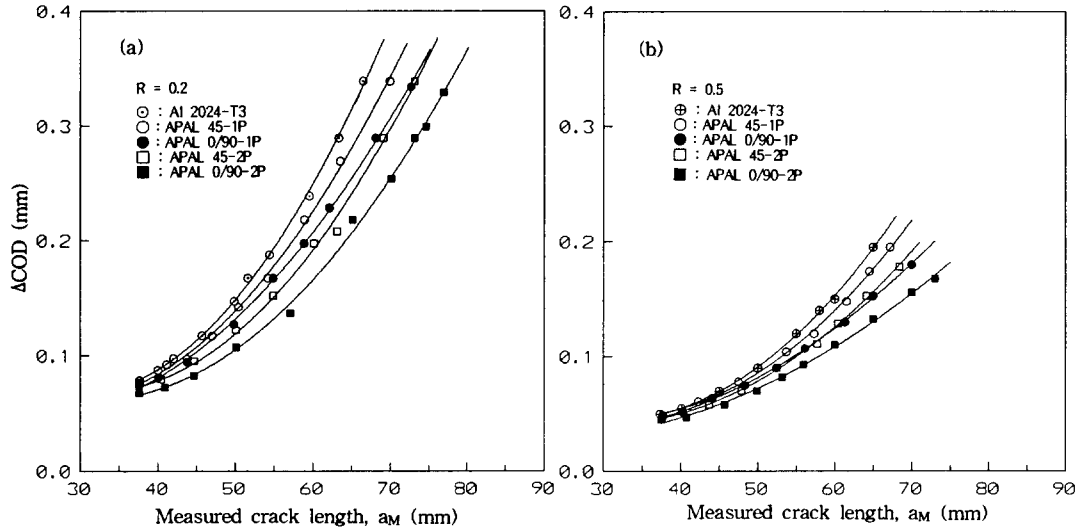 (a)
R = 0.2
: Al 2024-T3
: APAL 45-1P
: APAL 0/90-1P
: APAL 45-2P
: APAL 0/90-2P
0.4
0.3
0.2
0.1
0.0
ΔCOD (mm)
30 40 50 60 70 80 90
Measured crack length, aM (mm)
(b)
R = 0.5
: Al 2024-T3
: APAL 45-1P
: APAL 0/90-1P
: APAL 45-2P
: APAL 0/90-2P
0.4
0.3
0.2
0.1
0.0
30 40 50 60 70 80 90
Measured crack length, aM (mm)